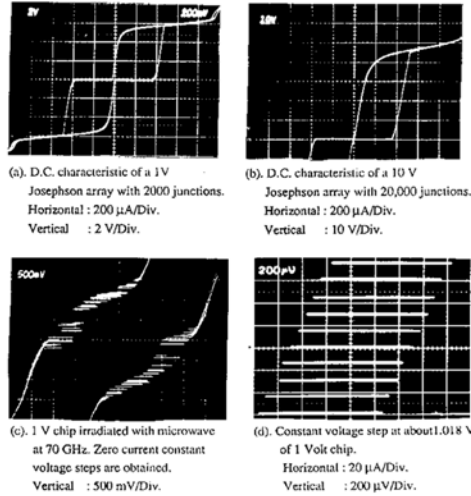 2V 200mV
10V
(a). D.C. characteristic of a 1V
Josephson array with 2000 junctions.
Horizontal : 200 μA/Div.
Vertical : 2 V/Div.
(b). D.C. characteristic of a 10 V
Josephson array with 20,000 junctions.
Horizontal : 200 μA/Div.
Vertical : 10 V/Div.
500mV
200μV
(c). 1 V chip irradiated with microwave
at 70 GHz. Zero current constant
voltage steps are obtained.
Vertical : 500 mV/Div.
(d). Constant voltage step at about1.018 V
of 1 Volt chip.
Horizontal : 20 μA/Div.
Vertical : 200 μV/Div.